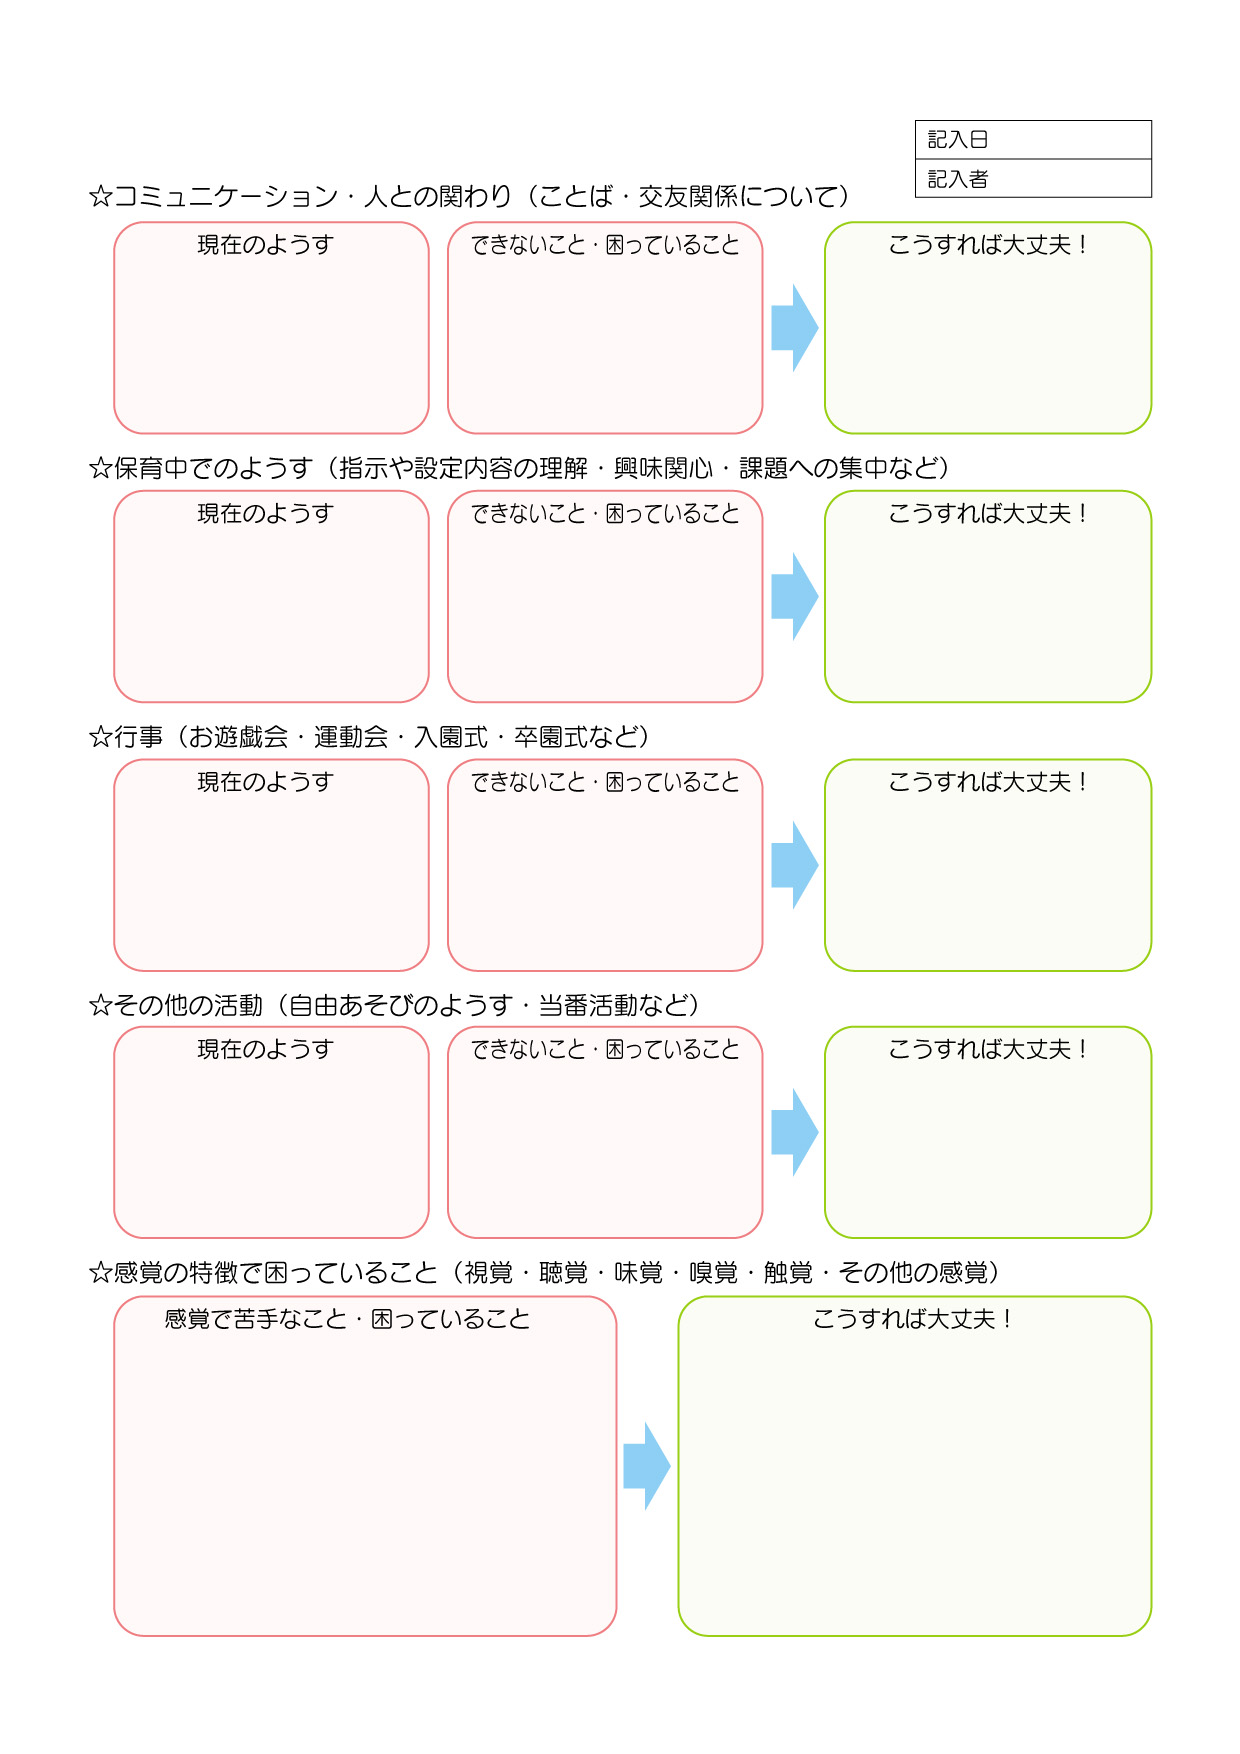 記入日
記入者
☆コミュニケーション・人との関わり（ことば・交友関係について）
現在のようす
できないこと・困っていること
こうすれば大丈夫！
☆保育中でのようす（指示や設定内容の理解・興味関心・課題への集中など）
現在のようす
できないこと・困っていること
こうすれば大丈夫！
☆行事（お遊戯会・運動会・入園式・卒園式など）
現在のようす
できないこと・困っていること
こうすれば大丈夫！
☆その他の活動（自由あそびのようす・当番活動など）
現在のようす
できないこと・困っていること
こうすれば大丈夫！
☆感覚の特徴で困っていること（視覚・聴覚・味覚・嗅覚・触覚・その他の感覚）
感覚で苦手なこと・困っていること
こうすれば大丈夫！